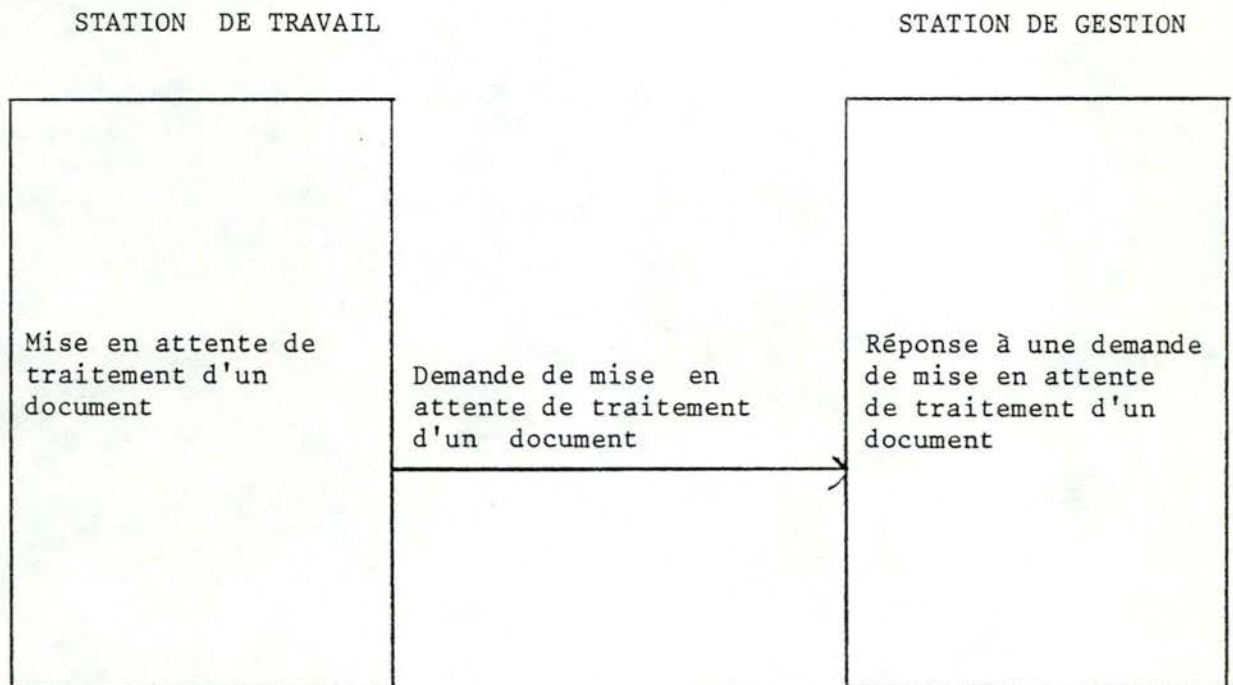 STATION DE TRAVAIL
STATION DE GESTION
Mise en attente de
traitement d'un
document
Demande de mise en
attente de traitement
d'un document
Réponse à une demande
de mise en attente
de traitement d'un
document